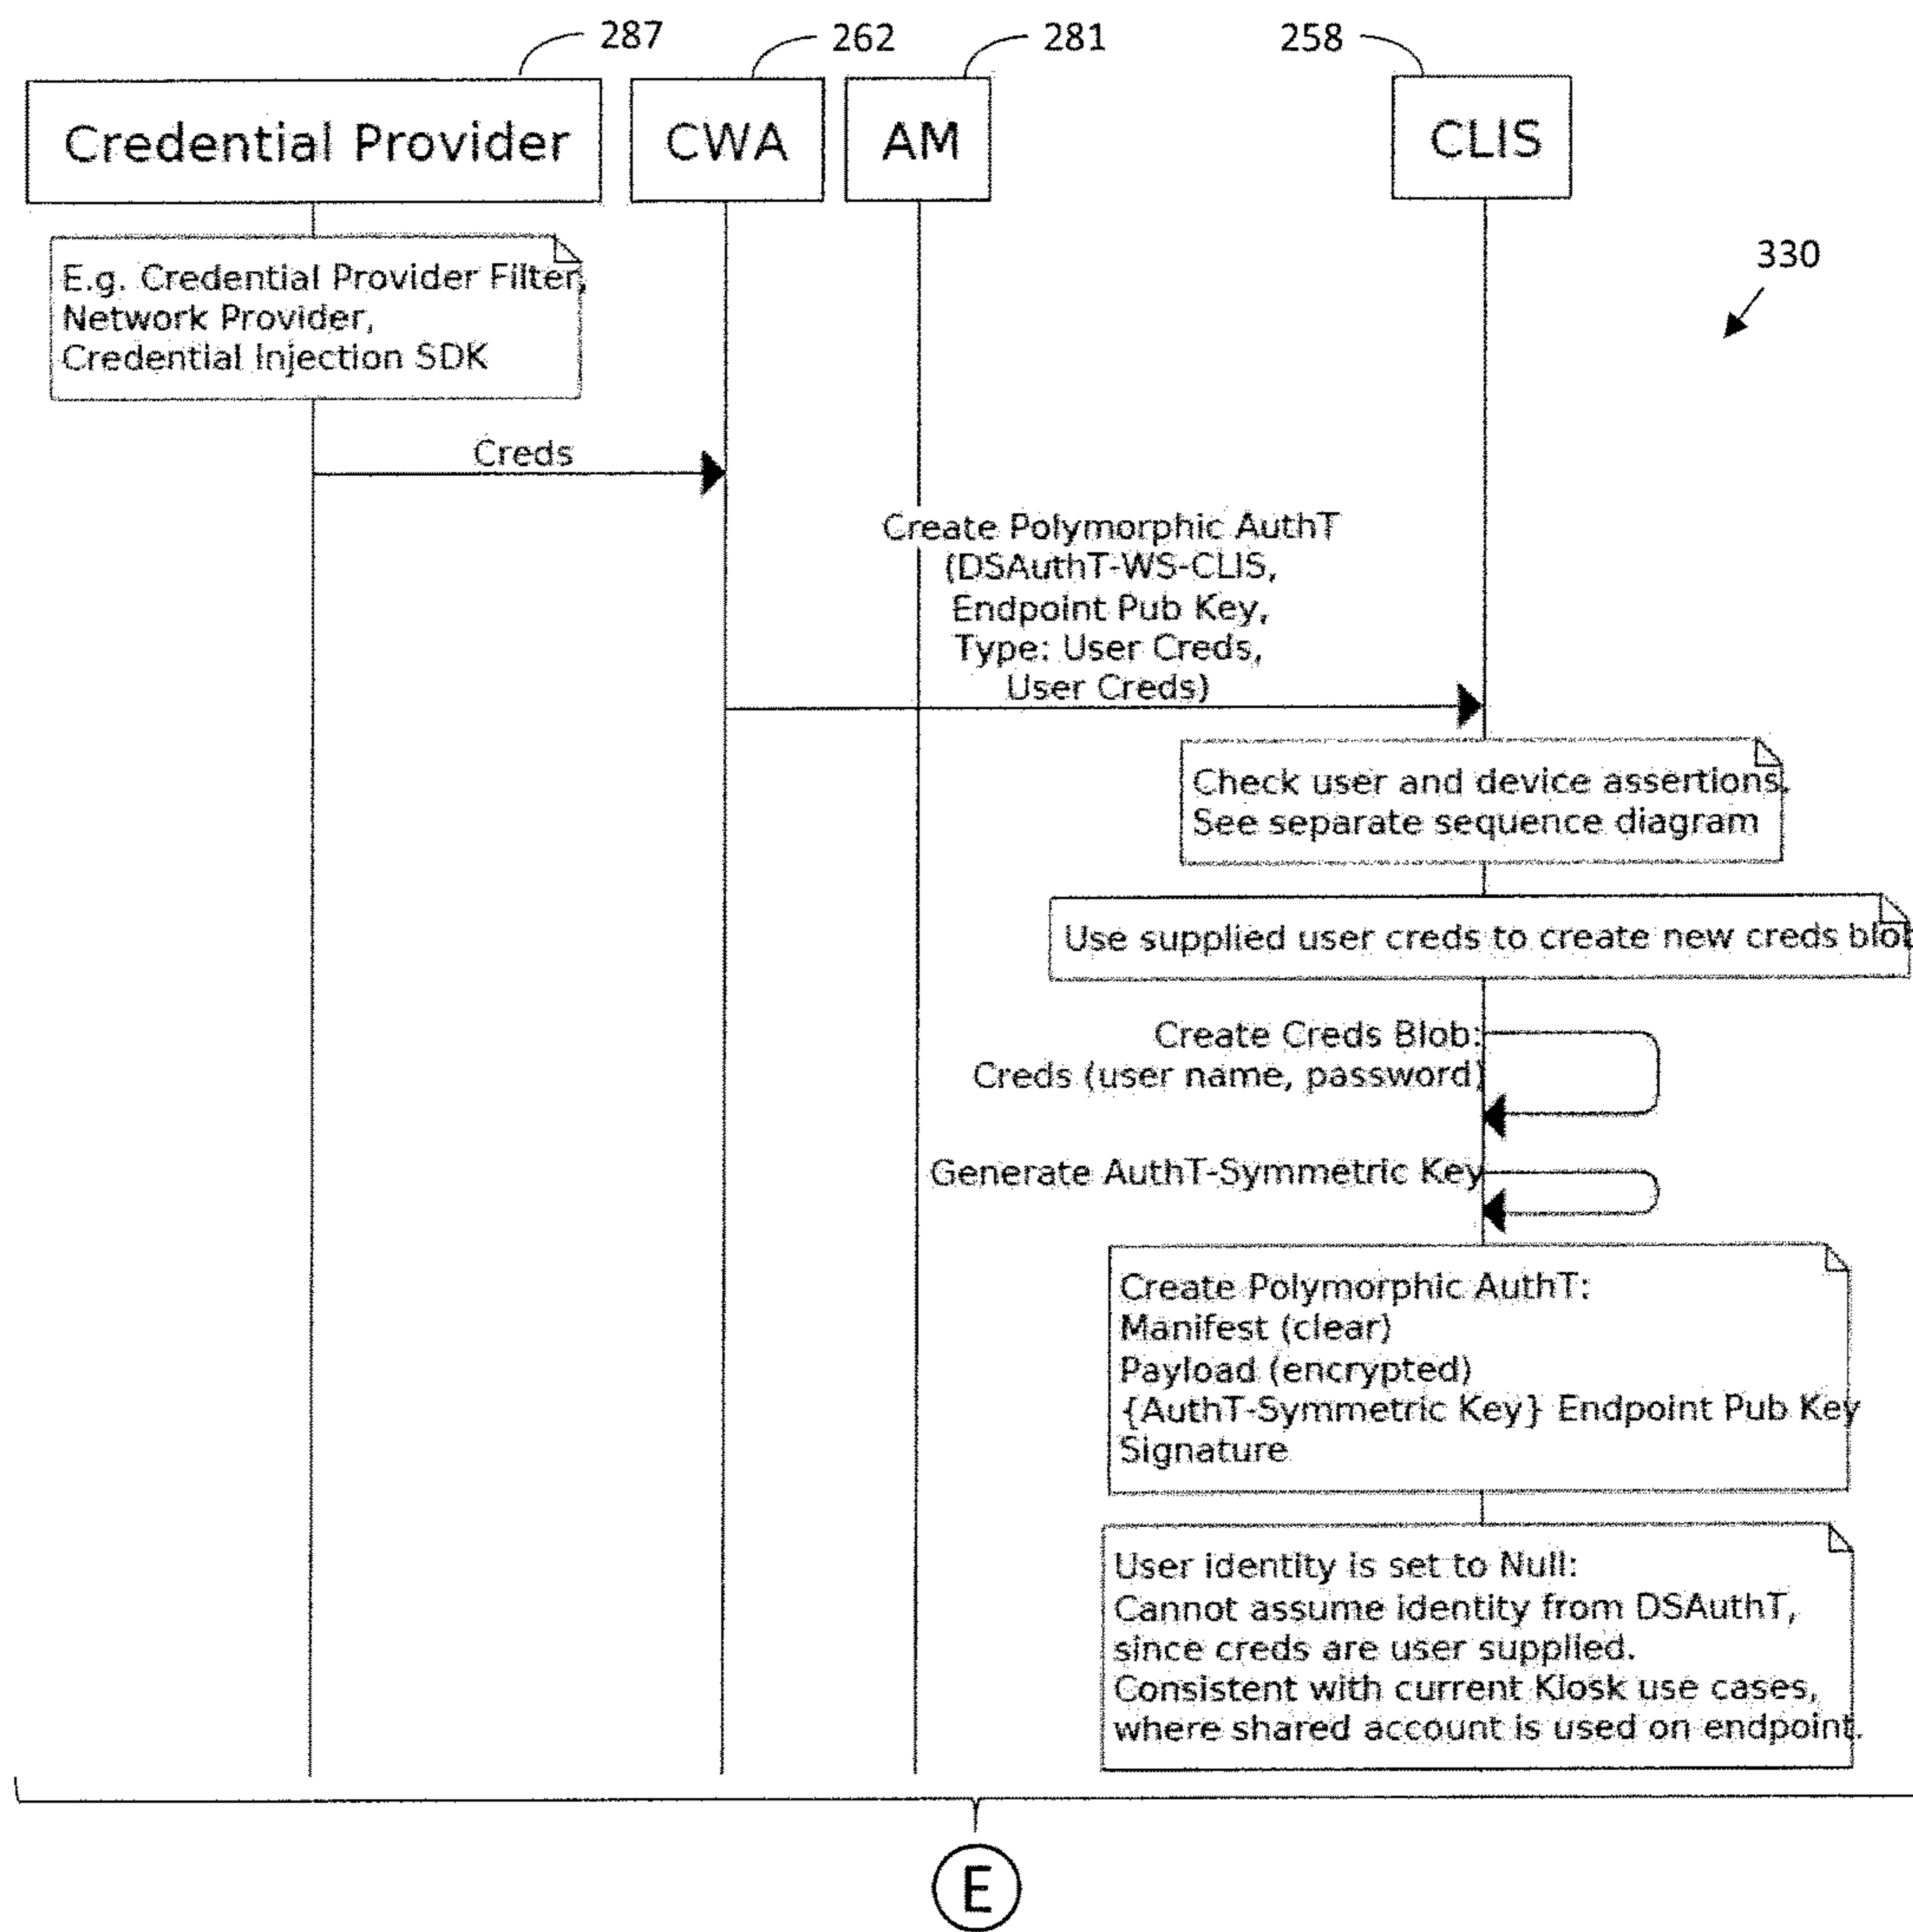 287
262
281
258
Credential Provider
CWA
AM
CLIS
330
E.g. Credential Provider Filter,
Network Provider,
Credential Injection SDK
Creds
Create Polymorphic AuthT
(DSAuthT-WS-CLIS,
Endpoint Pub Key,
Type: User Creds,
User Creds)
Check user and device assertions.
See separate sequence diagram
Use supplied user creds to create new creds blob
Create Creds Blob:
Creds (user name, password)
Generate AuthT-Symmetric Key
Create Polymorphic AuthT:
Manifest (clear)
Payload (encrypted)
{AuthT-Symmetric Key} Endpoint Pub Key
Signature
User identity is set to Null:
Cannot assume identity from DSAuthT,
since creds are user supplied.
Consistent with current Kiosk use cases,
where shared account is used on endpoint.
E